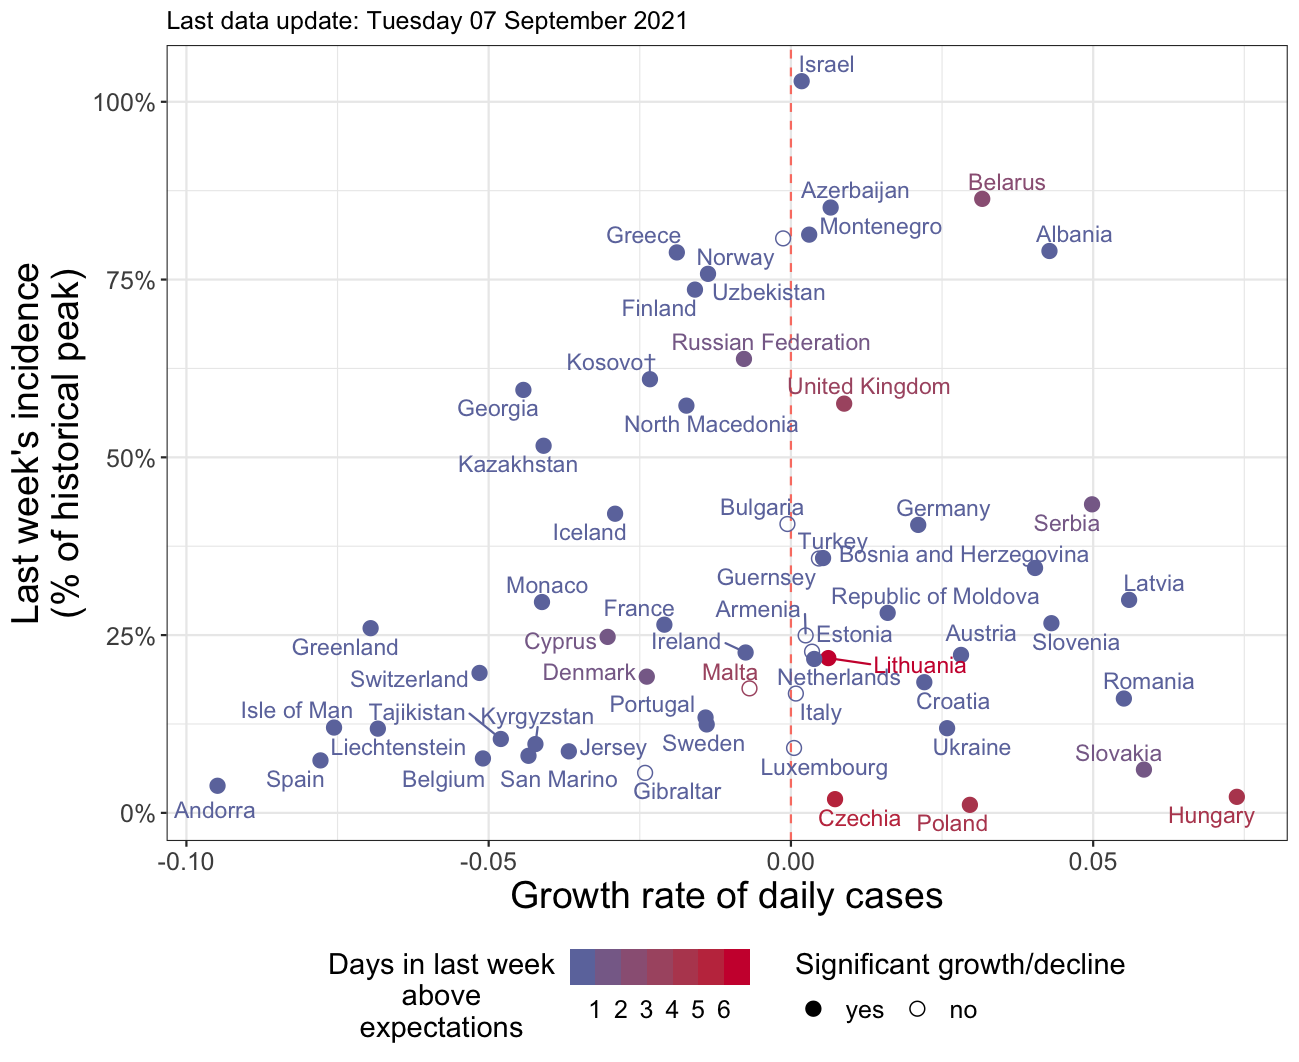 Last data update: Tuesday 07 September 2021
Last week's incidence
(% of historical peak)
100%
75%
50%
25%
0%
Israel
Belarus
Azerbaijan
Montenegro
Albania
Greece
Norway
Uzbekistan
Finland
Russian Federation
Kosovo†
United Kingdom
Georgia
North Macedonia
Kazakhstan
Bulgaria
Germany
Serbia
Iceland
Turkey
Bosnia and Herzegovina
Guernsey
Monaco
Latvia
France
Armenia
Republic of Moldova
Greenland
Cyprus
Ireland
Estonia
Austria
Slovenia
Switzerland
Denmark
Malta
Netherlands
Lithuania
Romania
Isle of Man
Tajikistan
Kyrgyzstan
Portugal
Italy
Croatia
Liechtenstein
Jersey
Sweden
Ukraine
Slovakia
Spain
Belgium
San Marino
Gibraltar
Luxembourg
Andorra
Czechia
Poland
Hungary
-0.10
-0.05
0.00
0.05
Growth rate of daily cases
Days in last week
above
expectations
1 2 3 4 5 6
Significant growth/decline
yes
no